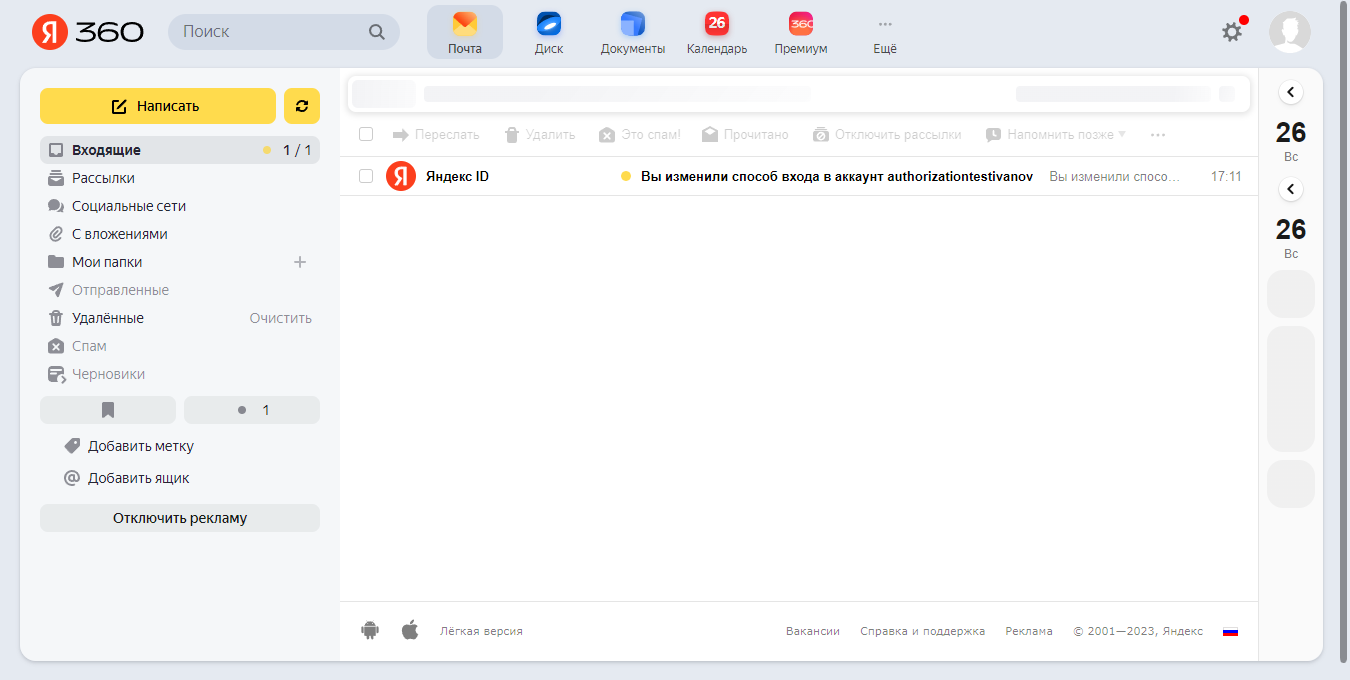 Я 360
Поиск
Почта
Диск
Документы
26
Календарь
360
Премиум
Ещё
Написать
Входящие 1 / 1
Рассылки
Социальные сети
С вложениями
Мои папки
Отправленные
Удалённые Очистить
Спам
Черновики
1
Добавить метку
@ Добавить ящик
Отключить рекламу
Переслать Удалить Это спам! Прочитано Отключить рассылки Напомнить позже
Я Яндекс ID Вы изменили способ входа в аккаунт authorizationtestivanov Вы изменили спосо… 17:11
26
Вс
26
Вс
Лёгкая версия Вакансии Справка и поддержка Реклама © 2001—2023, Яндекс